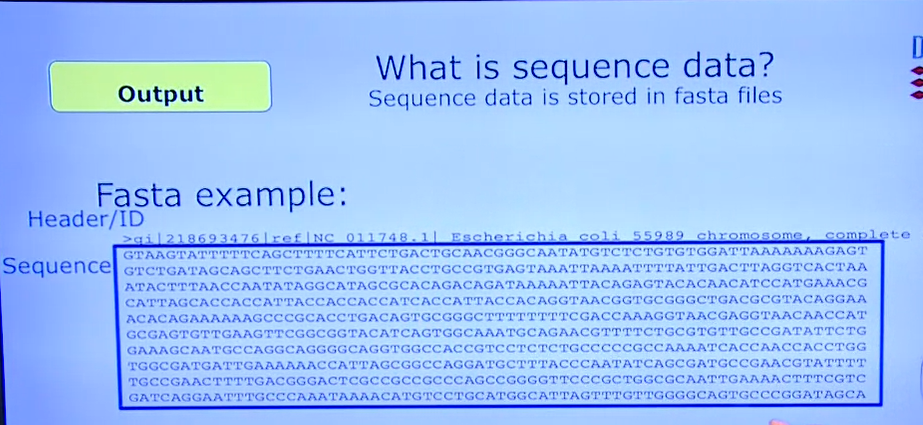 Output
What is sequence data?
Sequence data is stored in fasta files
Fasta example:
Header/ID
>gi|218693476|ref|NC_011748.1| Escherichia coli 55989 chromosome, complete
Sequence
GTAAGTATTTTTCAGCTTTTCATTCTGACTGCAACGGGCAATATGTCTCTGTGTGGATTAAAAAAAGAGT
GTCTGATAGCAGCTTCTGAACTGGTTACCTGCCGTGAGTAAATTAAAATTTTATTGACTTAGGTCACTAA
ATACTTTAACCAATATAGGCATAGCGCACAGACAGATAAAAATTACAGAGTACACAACATCCATGAAACG
CATTAGCACCACCATTACCACCACCATCACCATTACCACAGGTAACGGTGCGGGCTGACGCGTACAGGAA
ACACAGAAAAAAGCCCGCACCTGACAGTGCGGGCTTTTTTTTTCGACCAAAGGTAACGAGGTAACAACCAT
GCGAGTGTTGAAGTTCGGCGGTACATCAGTGGCAAATGCAGAACGTTTTCTGCGTGTTGCCGATATTCTG
GAAAGCAATGCCAGGCAGGGGCAGGTGGCCACCGTCCTCTCTGCCCCCGCCAAAATCACCAACCACCTGG
TGGCGATGATTGAAAAAACCATTAGCGGCCAGGATGCTTTACCCAATATCAGCGATGCCGAACGTATTTT
TGCCGAACTTTTGACGGGACTCGCCGCCGCCCAGCCGGGGTTCCCGCTGGCGCAATTGAAAACTTTCGTC
GATCAGGAATTTGCCCAAATAAAACATGTCCTGCATGGCATTAGTTTGTTGGGGCAGTGCCCGGATAGCA